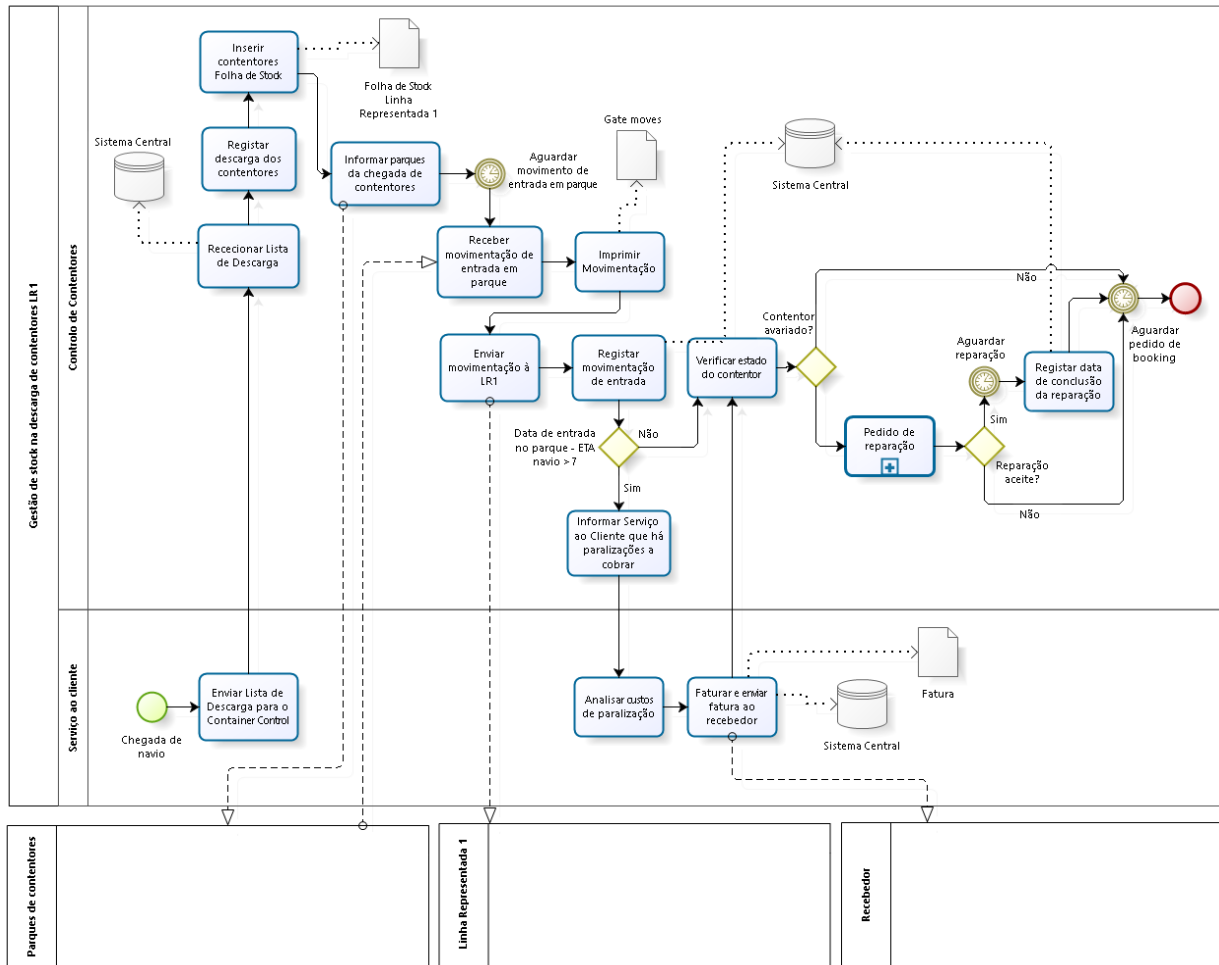 Gestão de stock na descarga de contentores LR1
Controlo de Contentores
Inserir
contentores
Folha de Stock
Folha de Stock
Linha
Representada 1
Sistema Central
Registar
descarga dos
contentores
Informar parques
da chegada de
contentores
Aguardar
movimento de
entrada em parque
Gate moves
Sistema Central
Rececionar Lista
de Descarga
Receber
movimentação de
entrada em
parque
Imprimir
Movimentação
Não
Contentor
avariado?
Aguardar
pedido de
booking
Enviar
movimentação à
LR1
Registar
movimentação
de entrada
Verificar estado
do contentor
Aguardar
reparação
Registar data
de conclusão
da reparação
Data de entrada
no parque - ETA
navio >7
Não
Sim
Pedido de
reparação
Sim
Reparação
aceite?
Não
Informar Serviço
ao Cliente que há
paralizações a
cobrar
Serviço ao cliente
Chegada de
navio
Enviar Lista de
Descarga para o
Container Control
Analisar custos
de paralização
Faturar e enviar
fatura ao
recebedor
Fatura
Sistema Central
Parques de contentores
Linha Representada 1
Recebedor